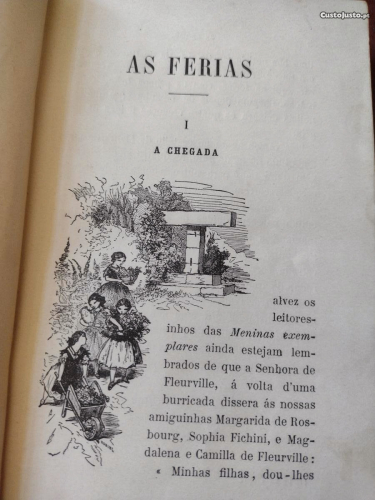 CustoJusto.pt
AS FERIAS
I
A CHEGADA
alvez os
leitores-
sinhos das Meninas exem-
plares ainda estejam lem-
brados de que a Senhora de
Fleurville, á volta d'uma
burricada dissera ás nossas
amiguinhas Margarida de Ros-
bourg, Sophia Fichini, e Mag-
dalena e Camilla de Fleurville :
« Minhas filhas, dou-lhes